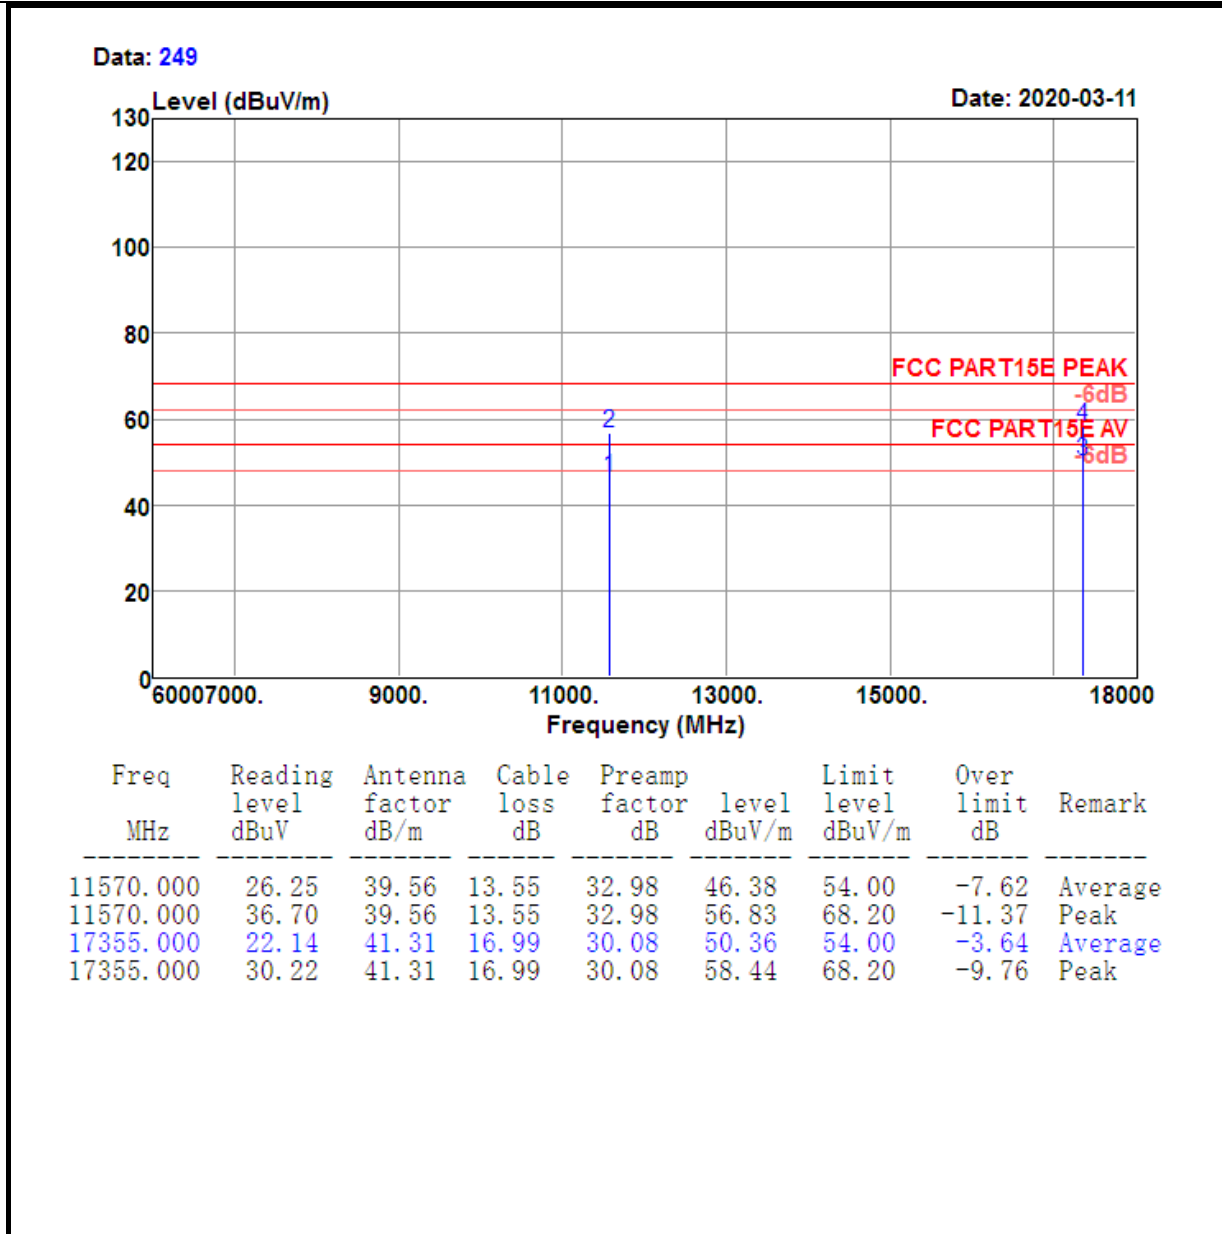 Data: 249
Level (dBuV/m) Date: 2020-03-11
130
120
100
80
FCC PART15E PEAK
-6dB
60
2
4
FCC PART15E AV
1
3
-6dB
40
20
0
6000 7000. 9000. 11000. 13000. 15000. 18000
Frequency (MHz)
Freq Reading Antenna Cable Preamp Limit Over
level factor loss factor level level limit Remark
MHz dBuV dB/m dB dB dBuV/m dBuV/m dB
-------- -------- ------- ------ ------- ------- ------- ------- -------
11570.000 26.25 39.56 13.55 32.98 46.38 54.00 -7.62 Average
11570.000 36.70 39.56 13.55 32.98 56.83 68.20 -11.37 Peak
17355.000 22.14 41.31 16.99 30.08 50.36 54.00 -3.64 Average
17355.000 30.22 41.31 16.99 30.08 58.44 68.20 -9.76 Peak